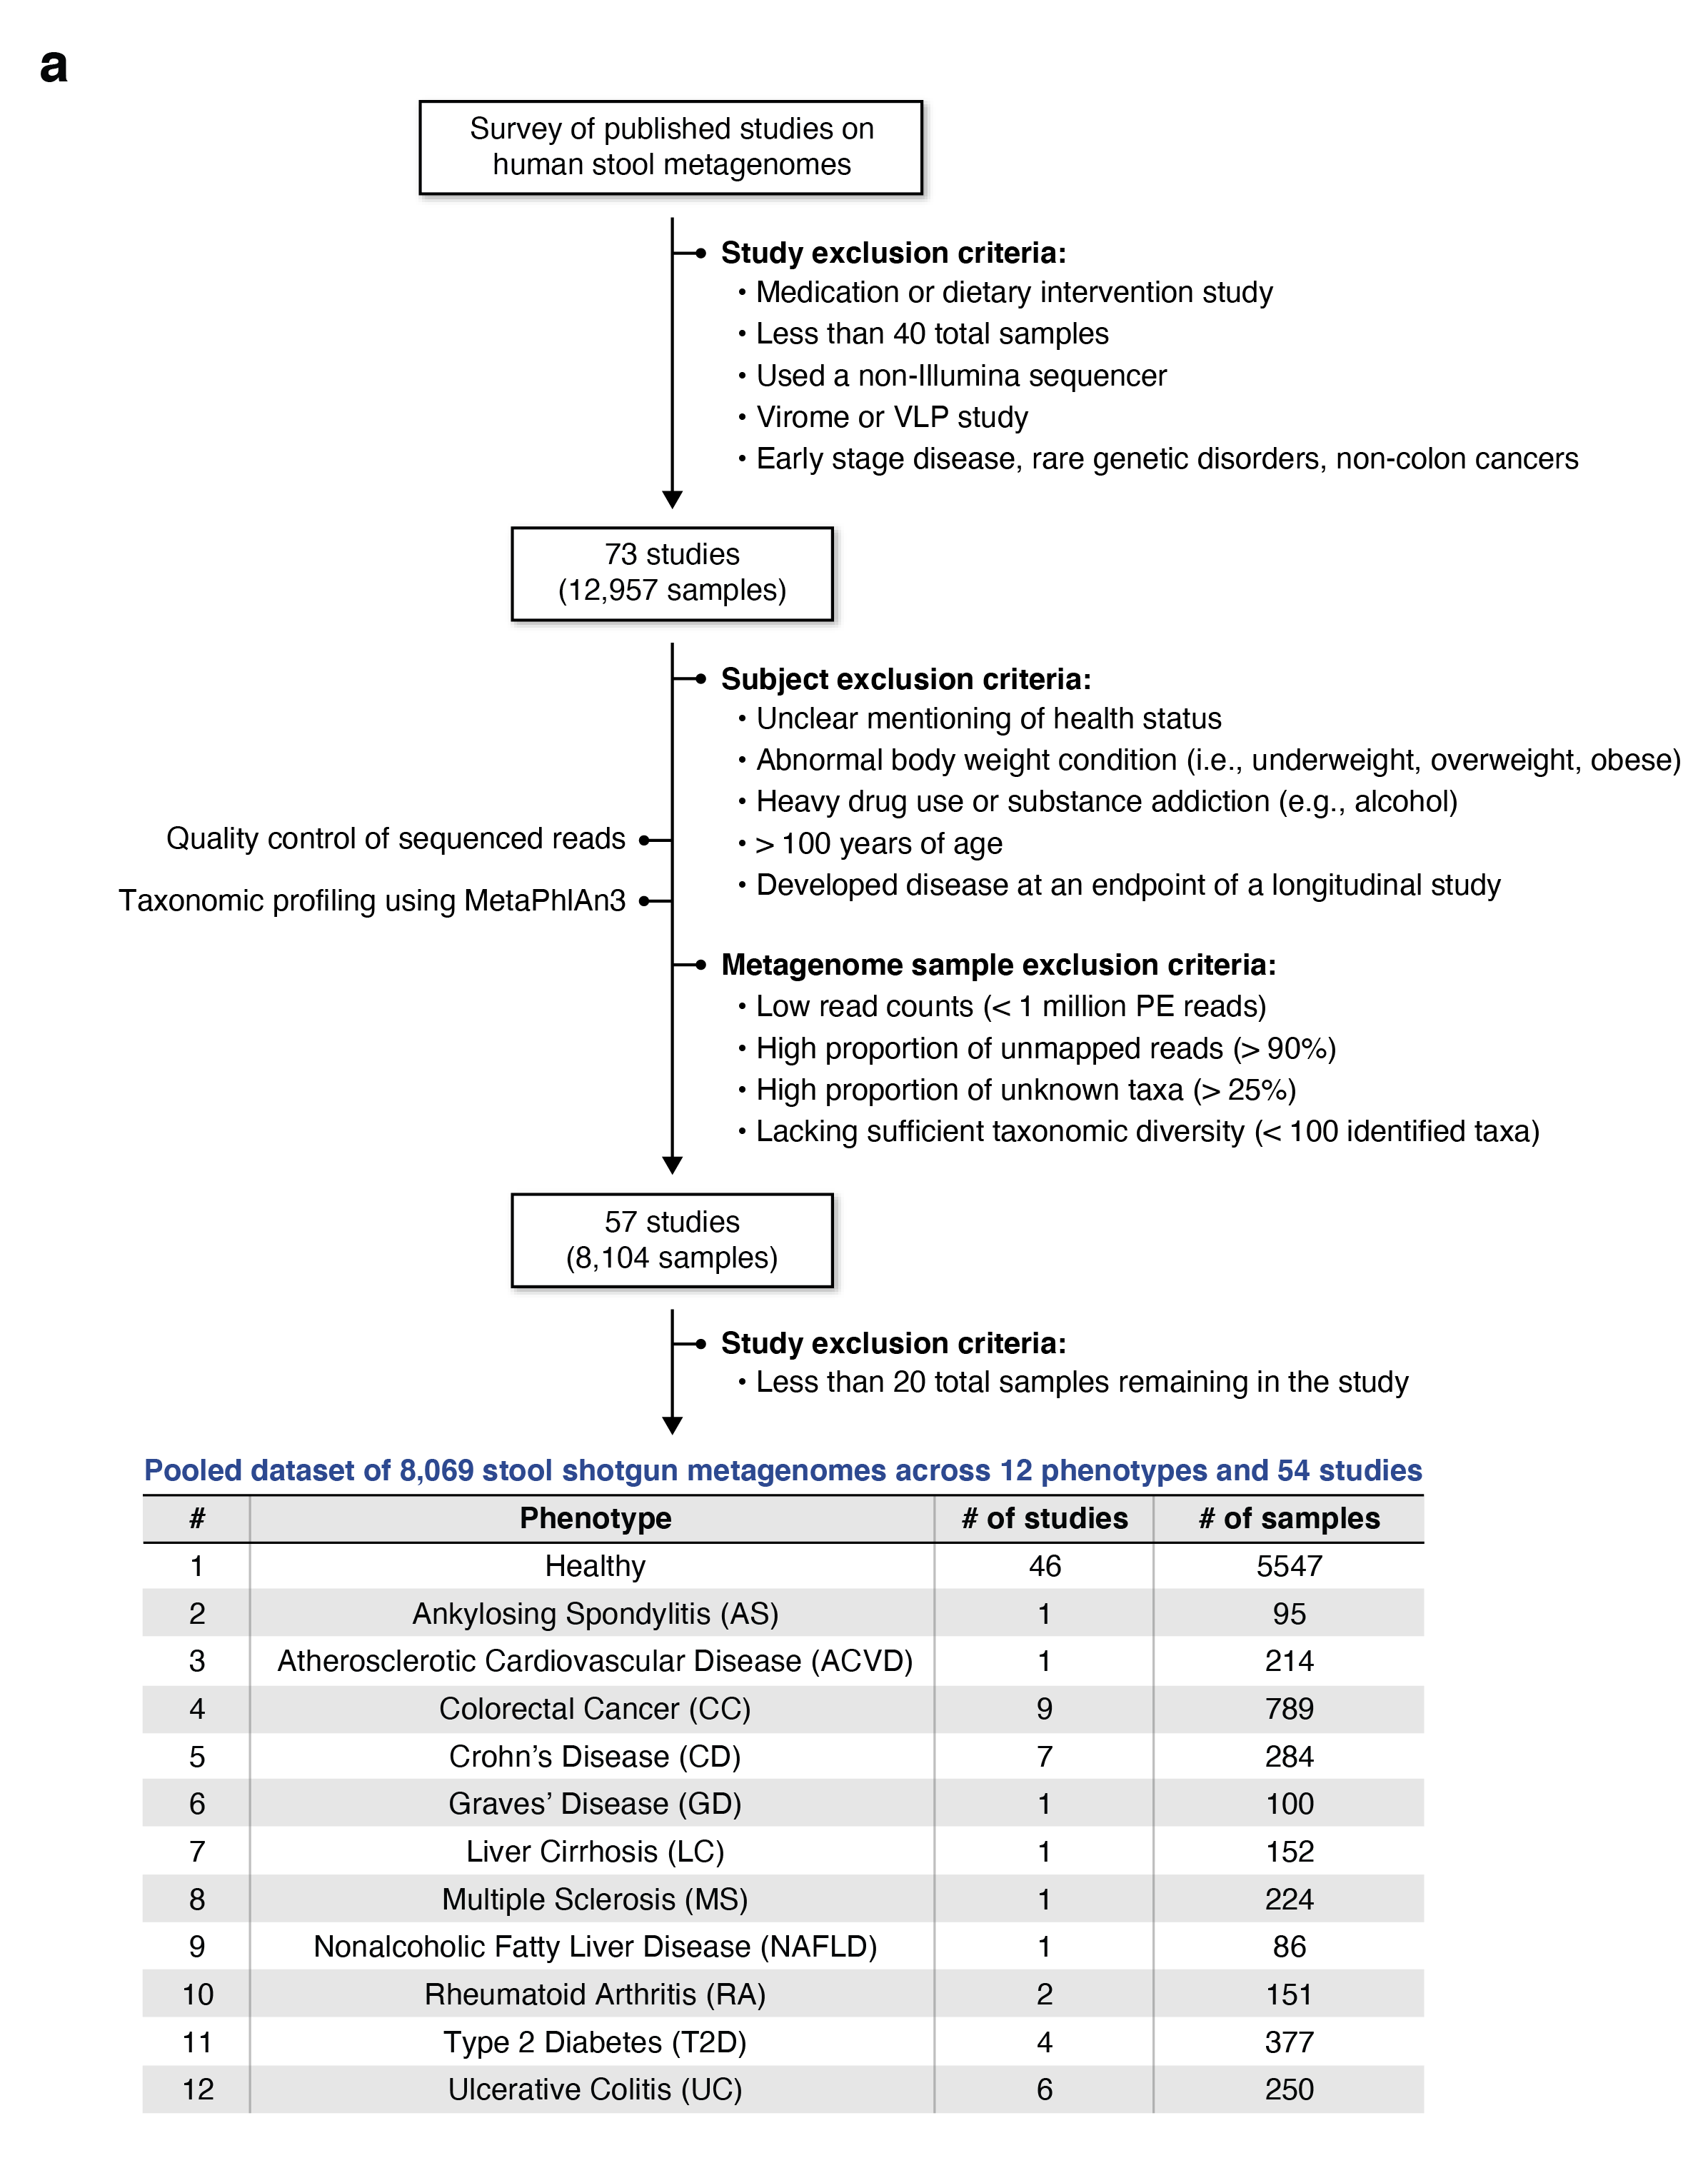 a
Survey of published studies on
human stool metagenomes
Study exclusion criteria:
• Medication or dietary intervention study
• Less than 40 total samples
• Used a non-Illumina sequencer
• Virome or VLP study
• Early stage disease, rare genetic disorders, non-colon cancers
73 studies
(12,957 samples)
Subject exclusion criteria:
• Unclear mentioning of health status
• Abnormal body weight condition (i.e., underweight, overweight, obese)
• Heavy drug use or substance addiction (e.g., alcohol)
• > 100 years of age
• Developed disease at an endpoint of a longitudinal study
Quality control of sequenced reads
Taxonomic profiling using MetaPhlAn3
Metagenome sample exclusion criteria:
• Low read counts (< 1 million PE reads)
• High proportion of unmapped reads (> 90%)
• High proportion of unknown taxa (> 25%)
• Lacking sufficient taxonomic diversity (< 100 identified taxa)
57 studies
(8,104 samples)
Study exclusion criteria:
• Less than 20 total samples remaining in the study
Pooled dataset of 8,069 stool shotgun metagenomes across 12 phenotypes and 54 studies
# Phenotype # of studies # of samples
1 Healthy 46 5547
2 Ankylosing Spondylitis (AS) 1 95
3 Atherosclerotic Cardiovascular Disease (ACVD) 1 214
4 Colorectal Cancer (CC) 9 789
5 Crohn’s Disease (CD) 7 284
6 Graves’ Disease (GD) 1 100
7 Liver Cirrhosis (LC) 1 152
8 Multiple Sclerosis (MS) 1 224
9 Nonalcoholic Fatty Liver Disease (NAFLD) 1 86
10 Rheumatoid Arthritis (RA) 2 151
11 Type 2 Diabetes (T2D) 4 377
12 Ulcerative Colitis (UC) 6 250